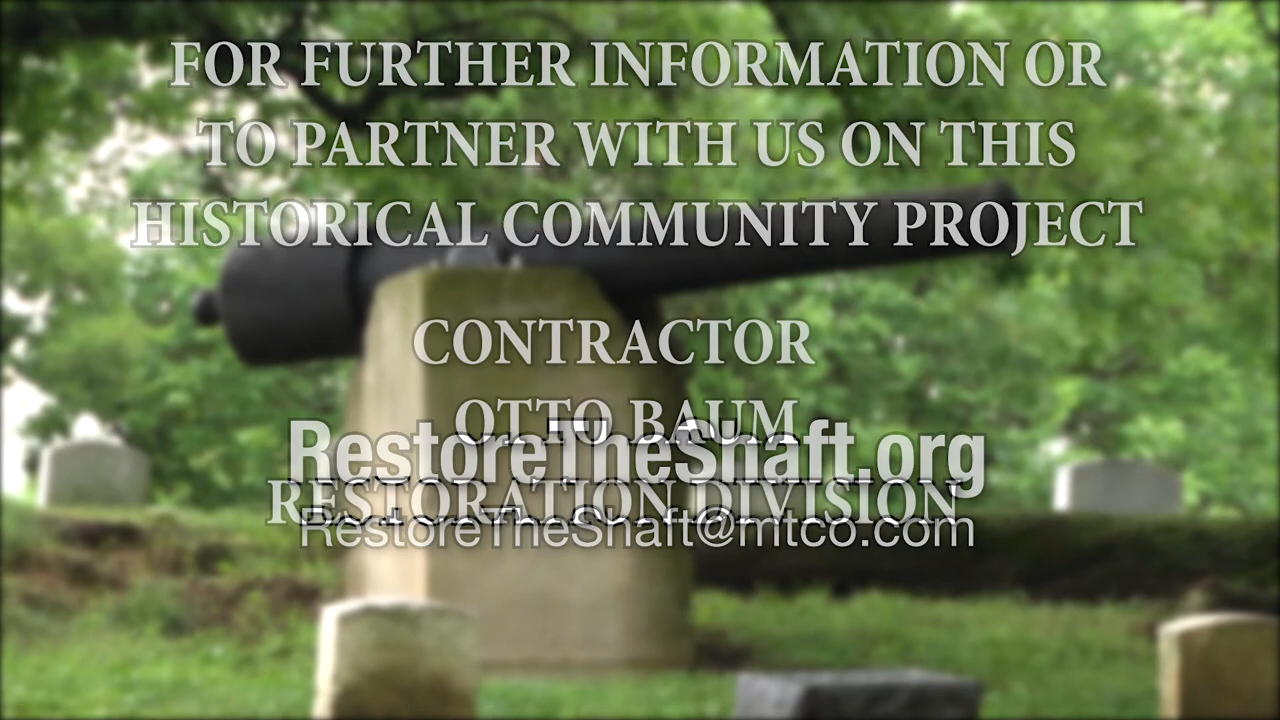 FOR FURTHER INFORMATION OR
TO PARTNER WITH US ON THIS
HISTORICAL COMMUNITY PROJECT
CONTRACTOR
OTTO BAUM
RestoreTheShaft.org
RESTORATION DIVISION
RestoreTheShaft@mtco.com